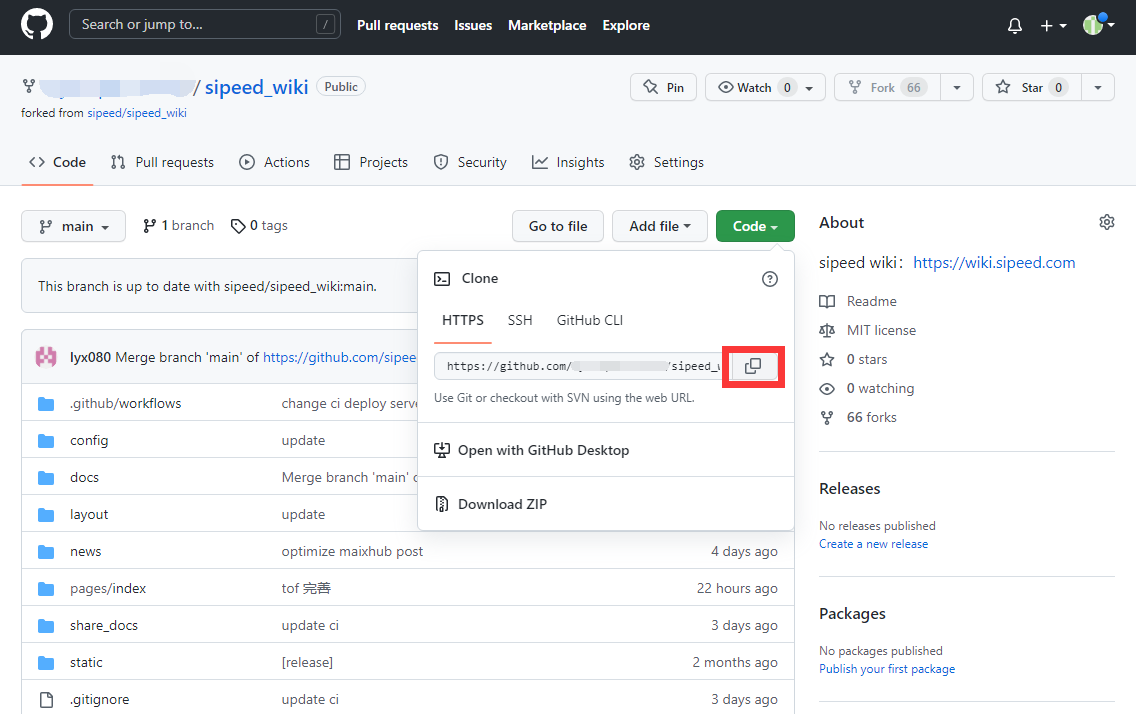 Search or jump to... /
Pull requests Issues Marketplace Explore
/ sipeed_wiki Public
Pin Watch 0 Fork 66 Star 0
forked from sipeed/sipeed_wiki
Code Pull requests Actions Projects Security Insights Settings
main 1 branch 0 tags Go to file Add file Code
This branch is up to date with sipeed/sipeed_wiki:main.
lyx080 Merge branch 'main' of https://github.com/sipee
.github/workflows change ci deploy serve
config update
docs Merge branch 'main'
layout update
news optimize maixhub post 4 days ago
pages/index tof 完善 22 hours ago
share_docs update ci 3 days ago
static [release] 2 months ago
.gitignore update ci 3 days ago
Clone
HTTPS SSH GitHub CLI
https://github.com/ /sipeed_w
Use Git or checkout with SVN using the web URL.
Open with GitHub Desktop
Download ZIP
About
sipeed wiki：https://wiki.sipeed.com
Readme
MIT license
0 stars
0 watching
66 forks
Releases
No releases published
Create a new release
Packages
No packages published
Publish your first package